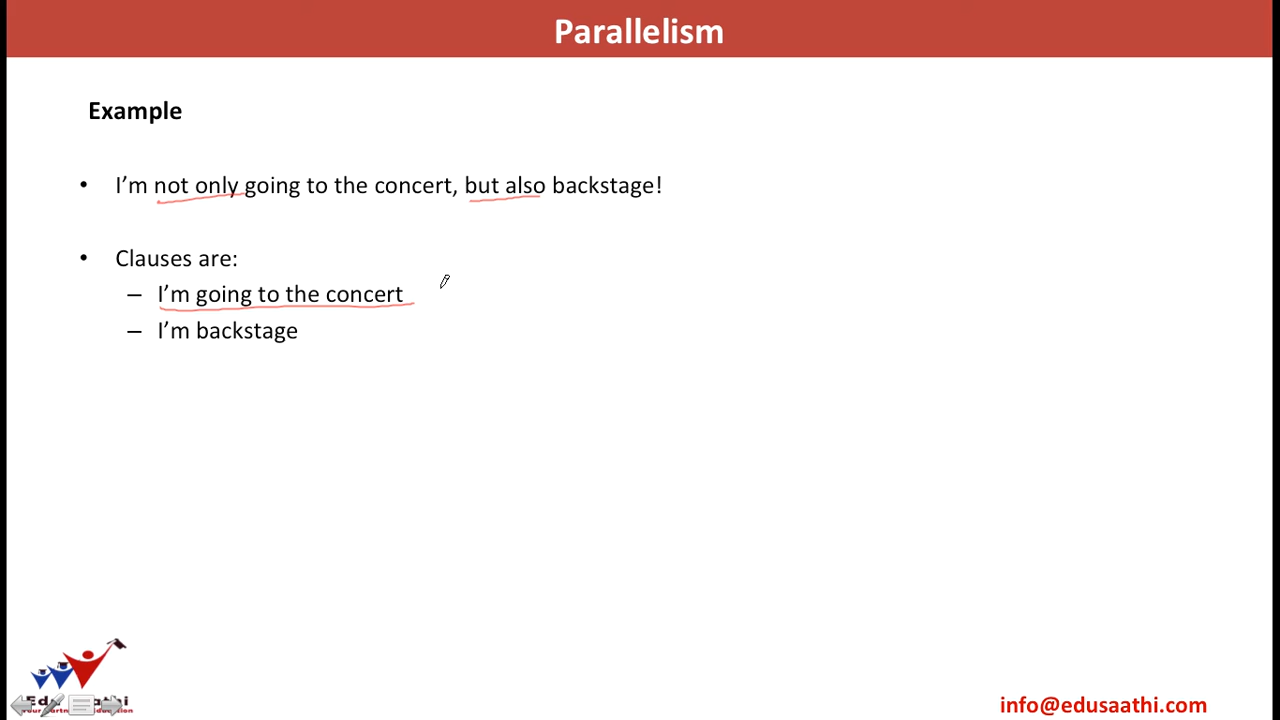 Parallelism
Example
• I'm not only going to the concert, but also backstage!
• Clauses are:
– I'm going to the concert
– I'm backstage
info@edusaathi.com